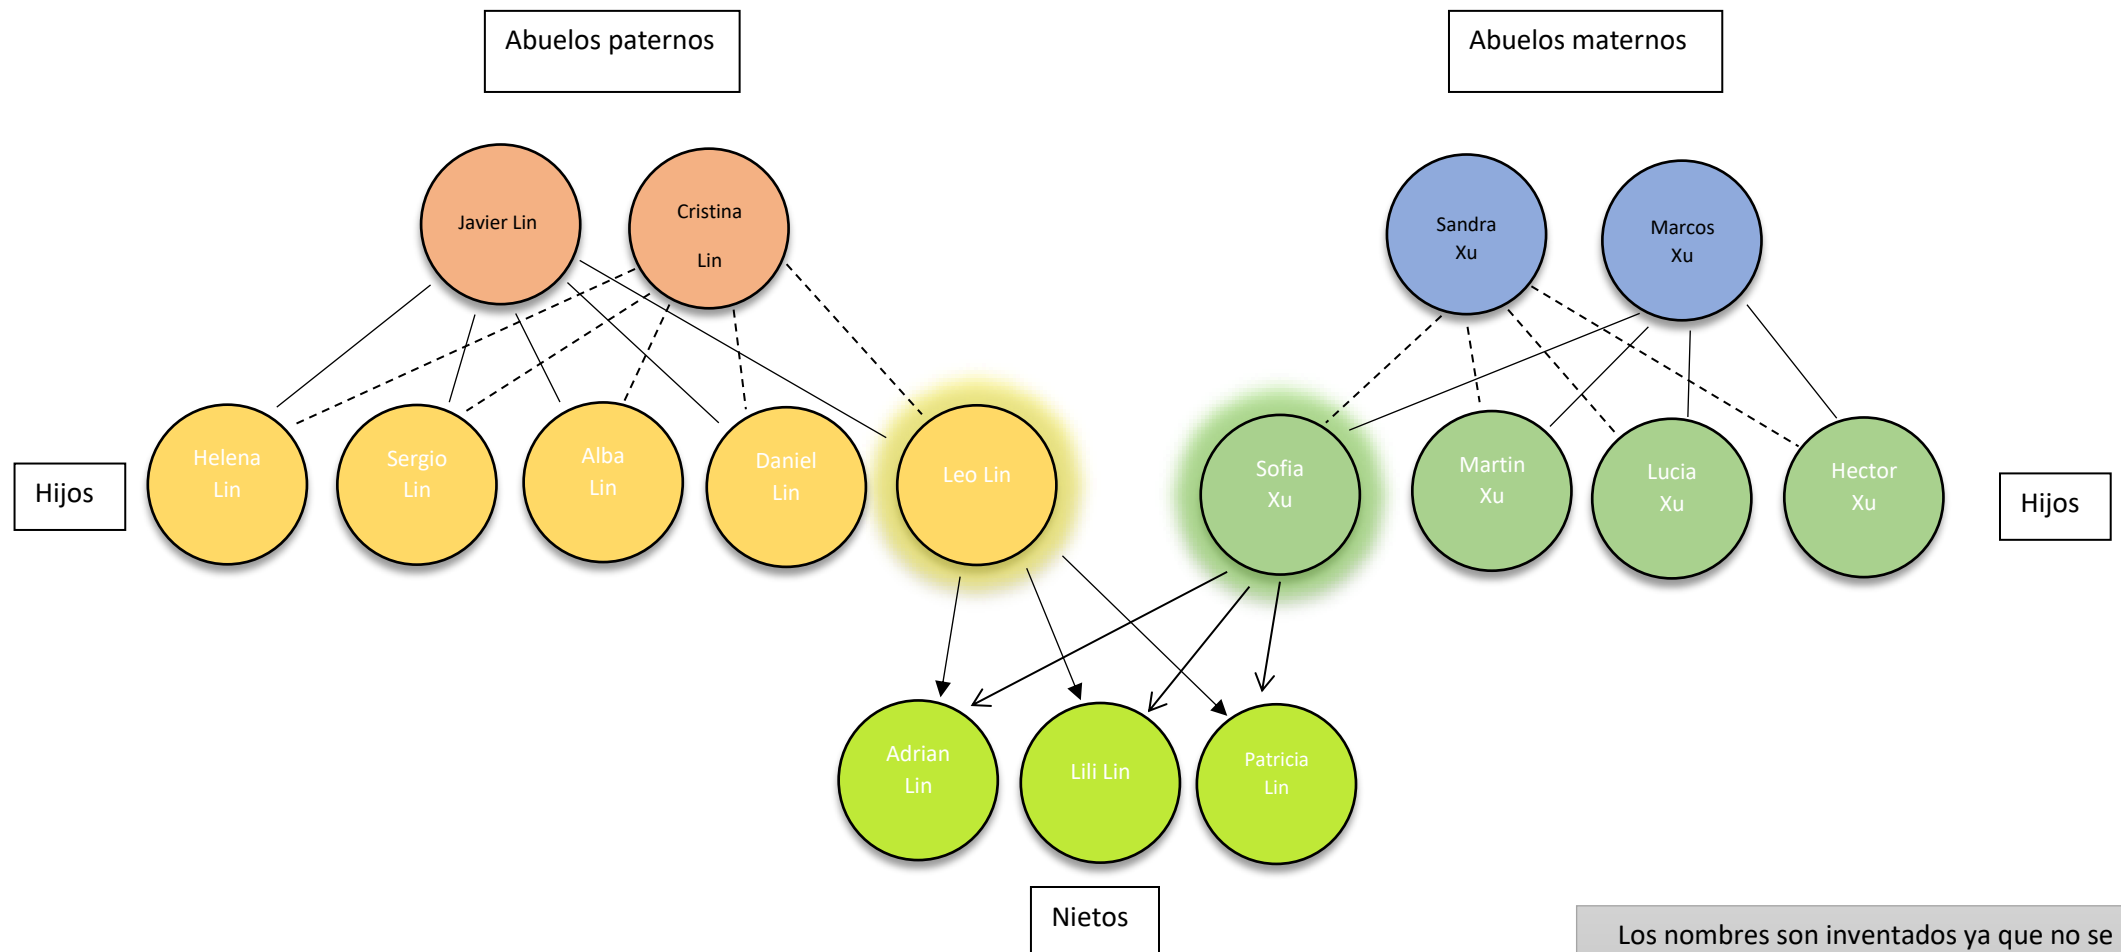 Abuelos paternos
Abuelos maternos
Javier Lin
Cristina
Lin
Sandra
Xu
Marcos
Xu
Hijos
Helena
Lin
Sergio
Lin
Alba
Lin
Daniel
Lin
Leo Lin
Sofia
Xu
Martin
Xu
Lucia
Xu
Hector
Xu
Hijos
Adrian
Lin
Lili Lin
Patricia
Lin
Nietos
Los nombres son inventados ya que no se